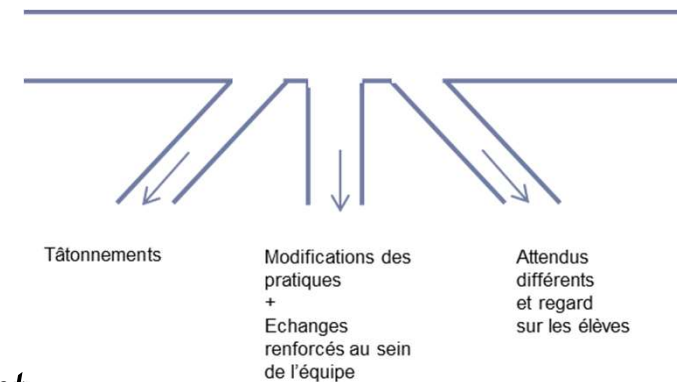 Tâtonnements
Modifications des
pratiques
+
Echanges
renforcés au sein
de l'équipe
Attendus
différents
et regard
sur les élèves